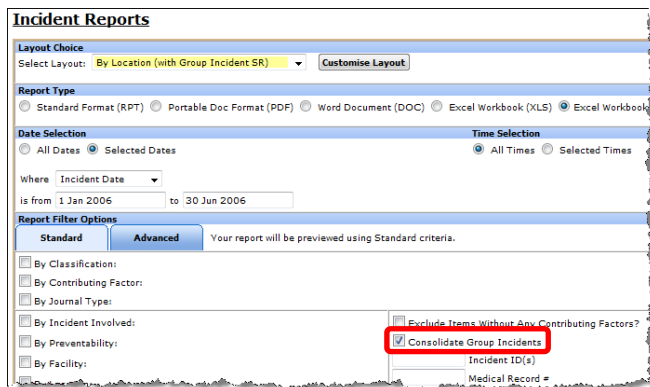 Incident Reports
Layout Choice
Select Layout: By Location (with Group Incident SR) Customise Layout
Report Type
Standard Format (RPT) Portable Doc Format (PDF) Word Document (DOC) Excel Workbook (XLS) Excel Workbook
Date Selection Time Selection
All Dates Selected Dates All Times Selected Times
Where Incident Date
is from 1 Jan 2006 to 30 Jun 2006
Report Filter Options
Standard Advanced Your report will be previewed using Standard criteria.
By Classification:
By Contributing Factor:
By Journal Type:
By Incident Involved: Exclude Items Without Any Contributing Factors?
By Preventability: Consolidate Group Incidents
By Facility: Incident ID(s)
Medical Record #